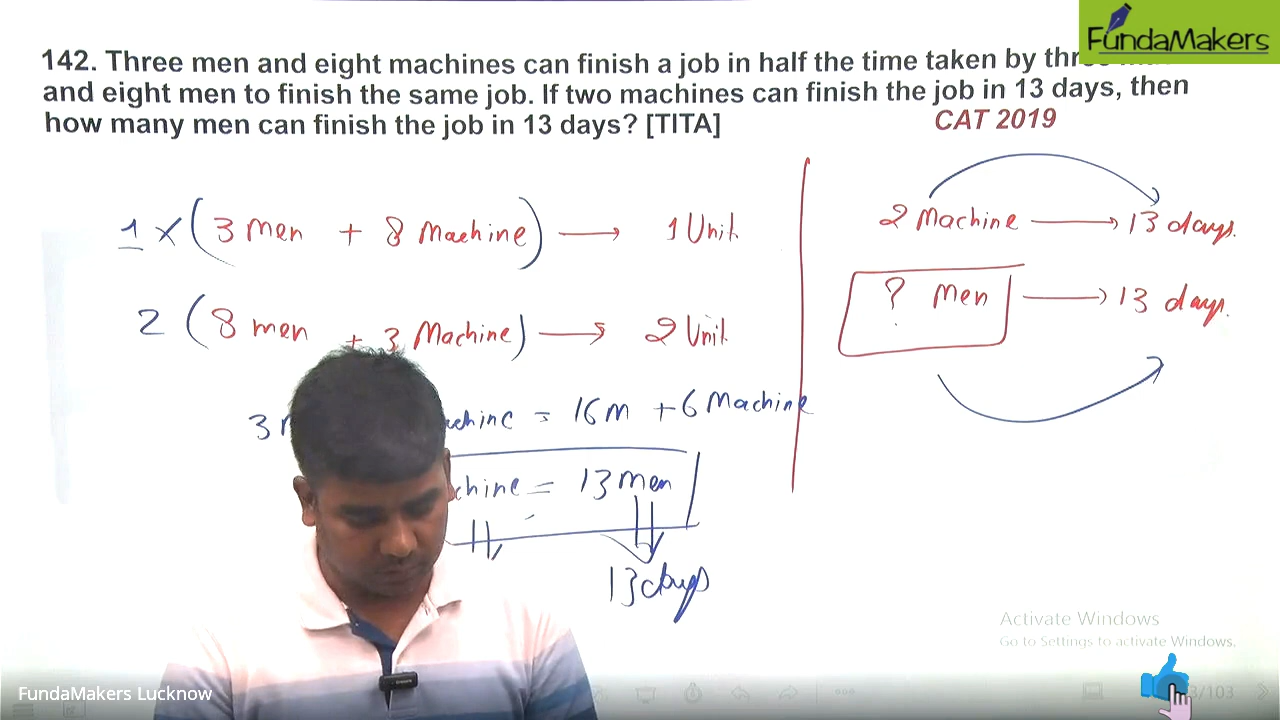 FundaMakers
142. Three men and eight machines can finish a job in half the time taken by three
and eight men to finish the same job. If two machines can finish the job in 13 days, then
how many men can finish the job in 13 days? [TITA]
CAT 2019
1 × (3 men + 8 Machine) → 1 Unit
2 (8 men + 3 Machine) → 2 Unit
= 16m + 6 Machine
= 13 men
13 days
2 Machine → 13 days.
? men → 13 days.
Activate Windows
Go to Settings to activate Windows.
FundaMakers Lucknow
/103